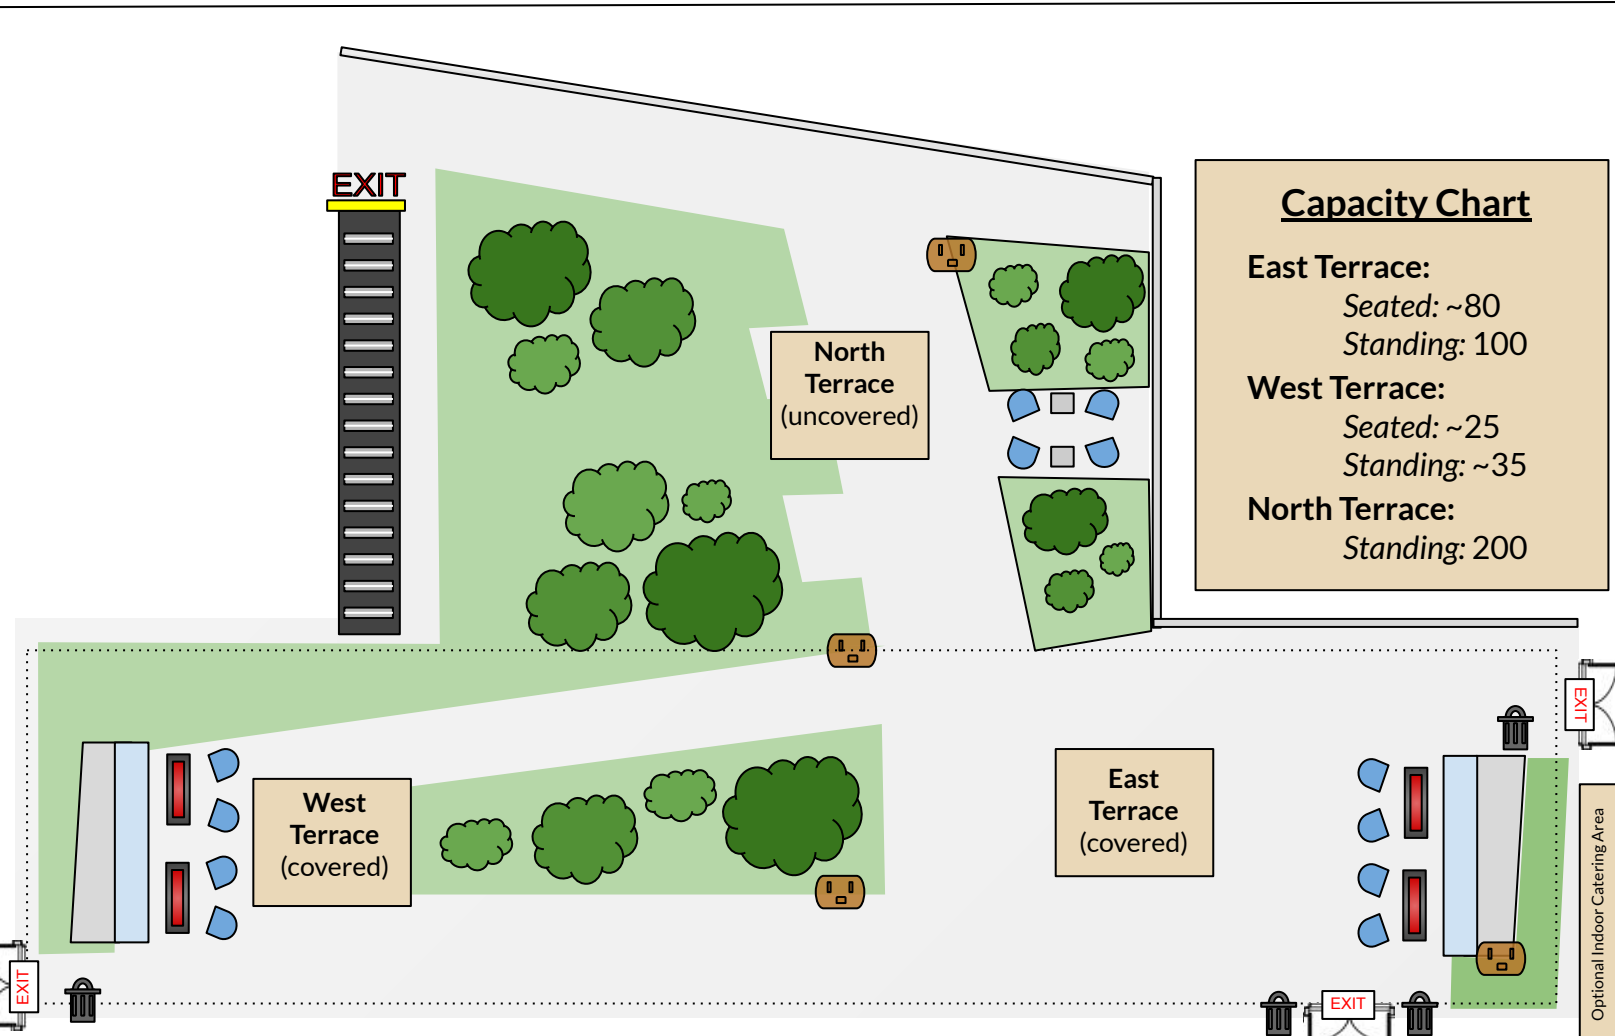 EXIT
Capacity Chart
East Terrace:
Seated: ~80
Standing: 100
West Terrace:
Seated: ~25
Standing: ~35
North Terrace:
Standing: 200
North
Terrace
(uncovered)
EXIT
West
Terrace
(covered)
East
Terrace
(covered)
Optional Indoor Catering Area
EXIT
EXIT